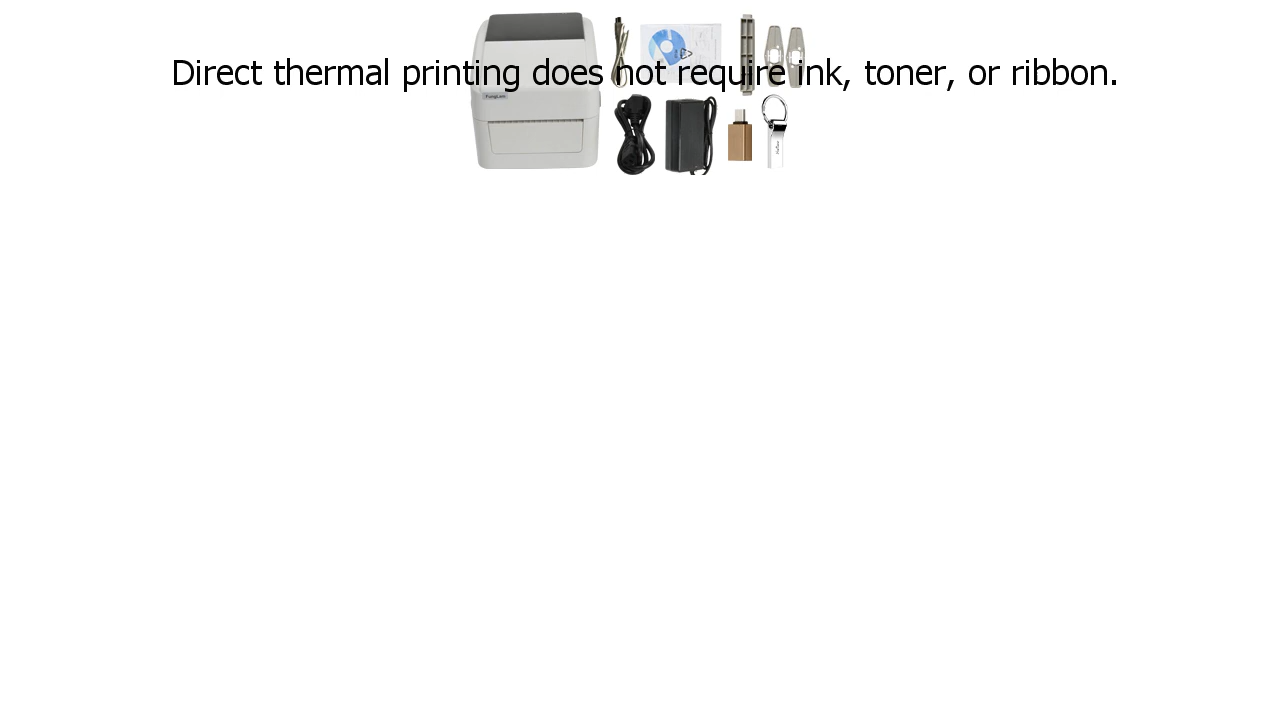 Direct thermal printing does not require ink, toner, or ribbon.